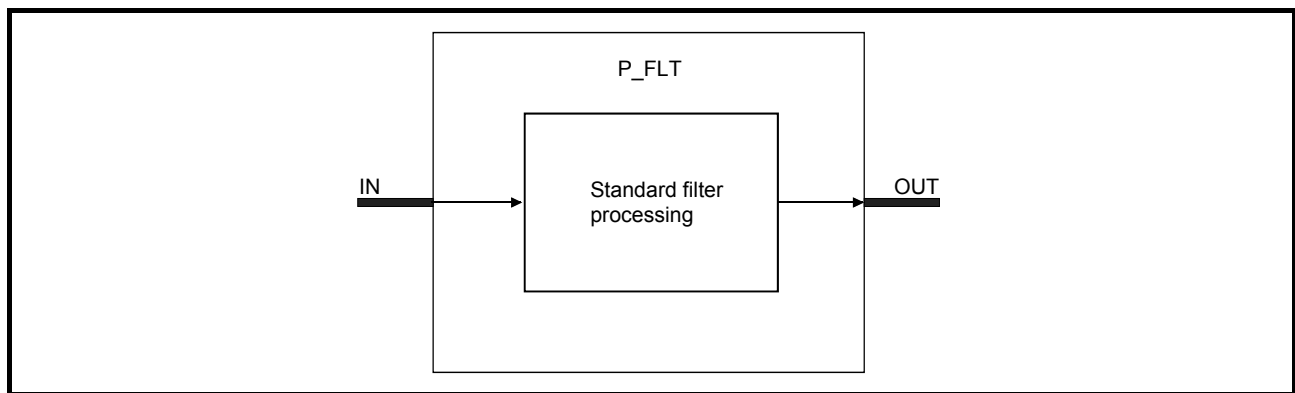 P_FLT
IN
Standard filter
processing
OUT